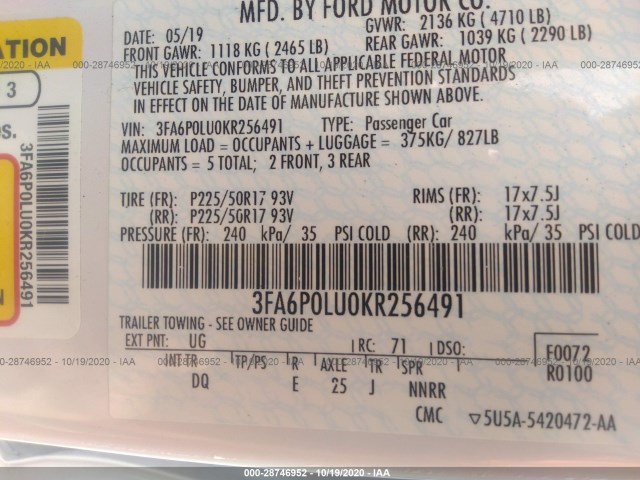 MFD. BY FORD MOTOR CO.
DATE: 05/19
GVWR: 2136 KG ( 4710 LB)
FRONT GAWR: 1118 KG ( 2465 LB)
REAR GAWR: 1039 KG ( 2290 LB)
THIS VEHICLE CONFORMS TO ALL APPLICABLE FEDERAL MOTOR
VEHICLE SAFETY, BUMPER, AND THEFT PREVENTION STANDARDS
IN EFFECT ON THE DATE OF MANUFACTURE SHOWN ABOVE.
VIN: 3FA6P0LU0KR256491 TYPE: Passenger Car
MAXIMUM LOAD = OCCUPANTS + LUGGAGE = 375KG/ 827LB
OCCUPANTS = 5 TOTAL; 2 FRONT, 3 REAR
TIRE (FR): P225/50R17 93V RIMS (FR): 17x7.5J
(RR): P225/50R17 93V (RR): 17x7.5J
PRESSURE (FR): 240 kPa/ 35 PSI COLD (RR): 240 kPa/ 35 PSI COLD
3FA6P0LU0KR256491
TRAILER TOWING - SEE OWNER GUIDE
EXT PNT: UG RC: 71 DSO: F0072
R0100
INT TR TP/PS R AXLE TR SPR
DQ E 25 J NNRR
CMC ▽5U5A-5420472-AA
ATION
3
OS.
3FA6P0LU0KR256491
N
000-28746952 - 10/19/2020 - IAA